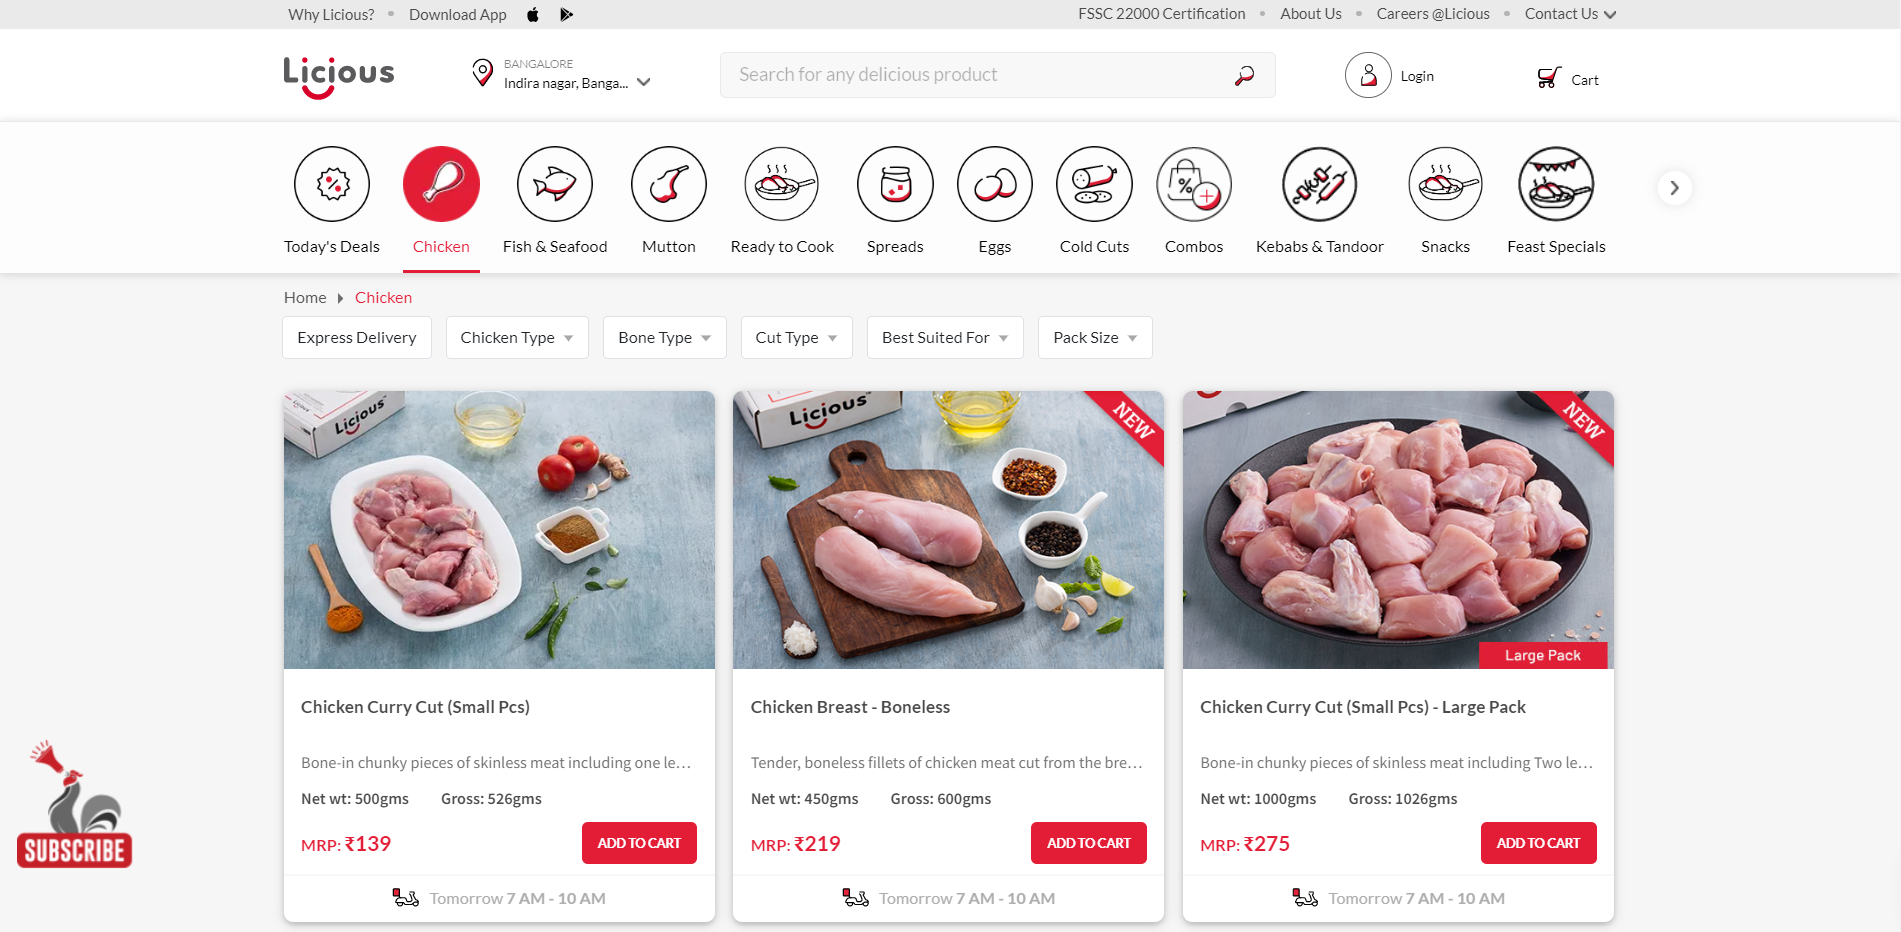 Why Licious? • Download App
FSSC 22000 Certification • About Us • Careers @Licious • Contact Us
Licious
BANGALORE
Indira nagar, Banga...
Search for any delicious product
Login
Cart
Today's Deals
Chicken
Fish & Seafood
Mutton
Ready to Cook
Spreads
Eggs
Cold Cuts
Combos
Kebabs & Tandoor
Snacks
Feast Specials
Home
Chicken
Express Delivery
Chicken Type
Bone Type
Cut Type
Best Suited For
Pack Size
Licious
Licious
NEW
NEW
Large Pack
Chicken Curry Cut (Small Pcs)
Bone-in chunky pieces of skinless meat including one le...
Net wt: 500gms Gross: 526gms
MRP: ₹139
ADD TO CART
Tomorrow 7 AM - 10 AM
Chicken Breast - Boneless
Tender, boneless fillets of chicken meat cut from the bre...
Net wt: 450gms Gross: 600gms
MRP: ₹219
ADD TO CART
Tomorrow 7 AM - 10 AM
Chicken Curry Cut (Small Pcs) - Large Pack
Bone-in chunky pieces of skinless meat including Two le...
Net wt: 1000gms Gross: 1026gms
MRP: ₹275
ADD TO CART
Tomorrow 7 AM - 10 AM
SUBSCRIBE